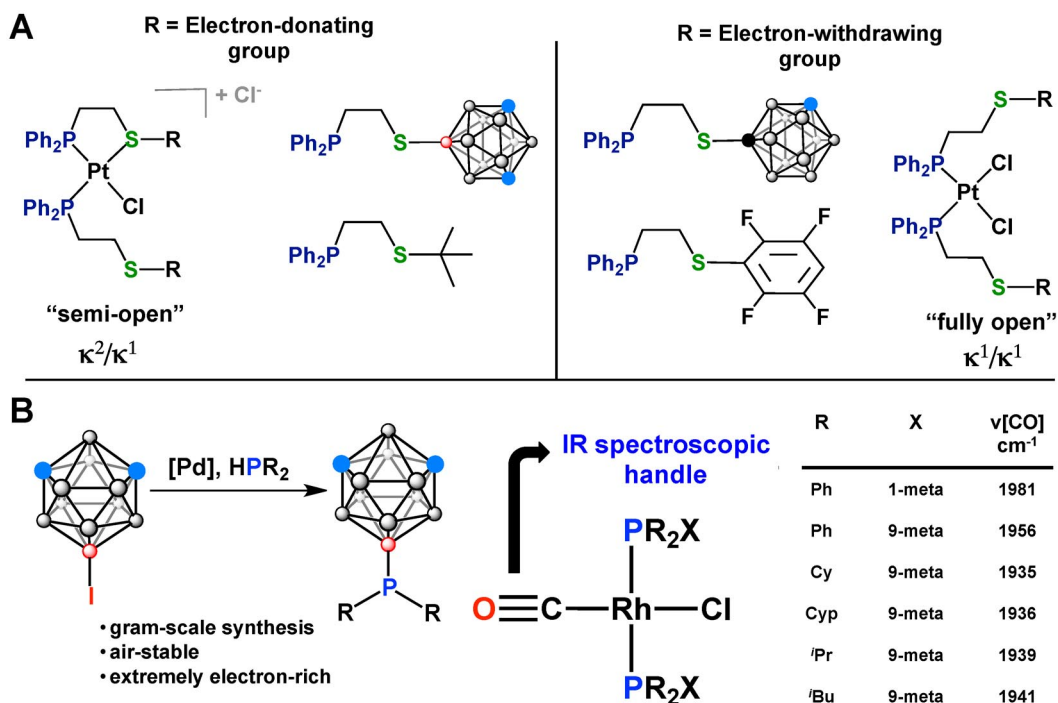 A
R = Electron-donating
group
R = Electron-withdrawing
group
+ Cl-
Ph2P
S
R
Pt
Cl
Ph2P
S
R
"semi-open"
κ2/κ1
Ph2P
S
Ph2P
S
Ph2P
S
Ph2P
S
F
F
F
F
S
R
Ph2P
Cl
Pt
Cl
Ph2P
S
R
"fully open"
κ1/κ1
B
[Pd], HPR2
I
P
R
R
• gram-scale synthesis
• air-stable
• extremely electron-rich
IR spectroscopic
handle
PR2X
O C Rh Cl
PR2X
R X ν[CO]
cm-1
Ph 1-meta 1981
Ph 9-meta 1956
Cy 9-meta 1935
Cyp 9-meta 1936
iPr 9-meta 1939
iBu 9-meta 1941